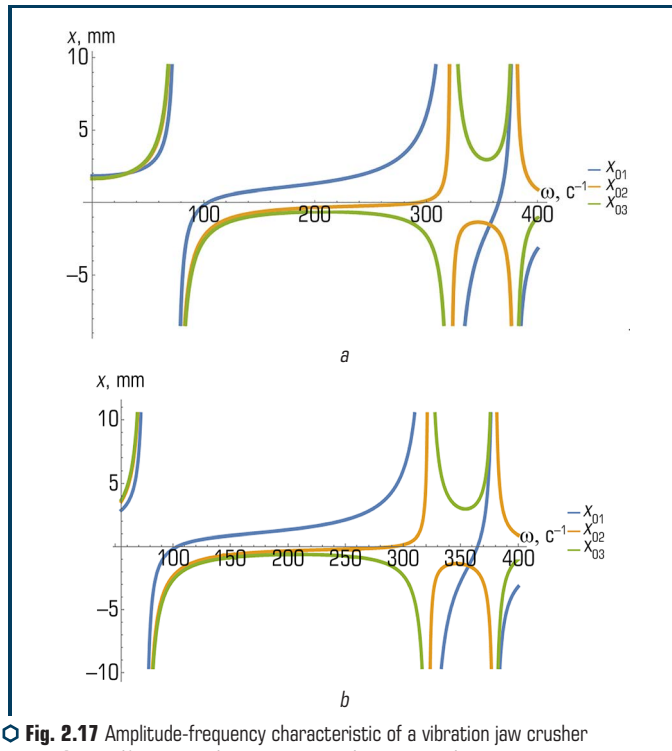 x, mm
10
5
−5
100
200
300
400
ω, c⁻¹
X01
X02
X03
a
x, mm
10
5
−5
−10
100
150
200
250
300
350
400
ω, c⁻¹
X01
X02
X03
b
Fig. 2.17 Amplitude-frequency characteristic of a vibration jaw crusher